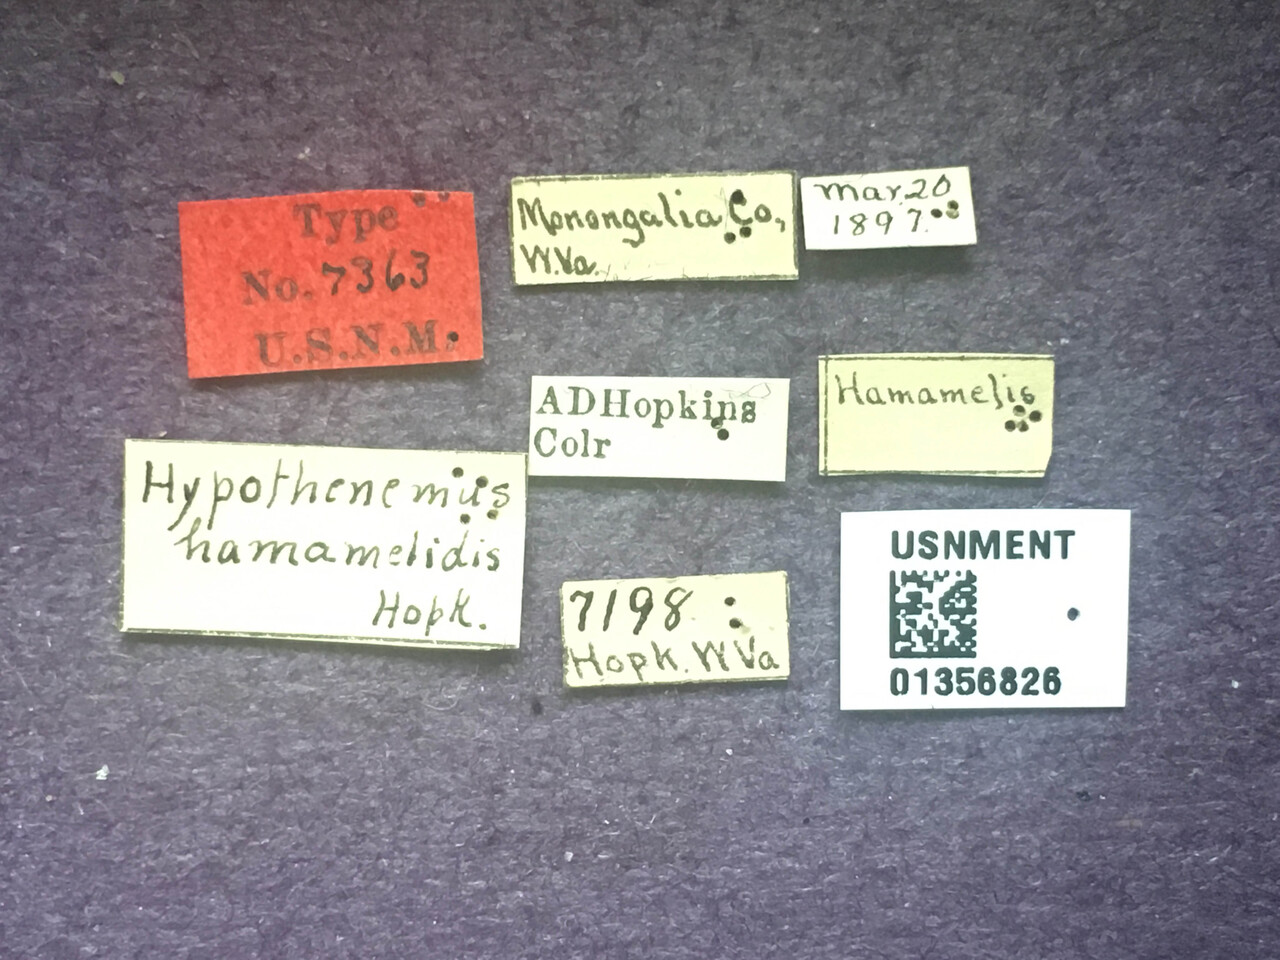 Type
No. 7363
U.S.N.M.
Monongalia Co,
W.Va.
Mar, 20
1897.
ADHopkins
Colr
Hamamelis
Hypothenemus
hamamelidis
Hopk.
7198
Hopk. W Va
USNMENT
01356826